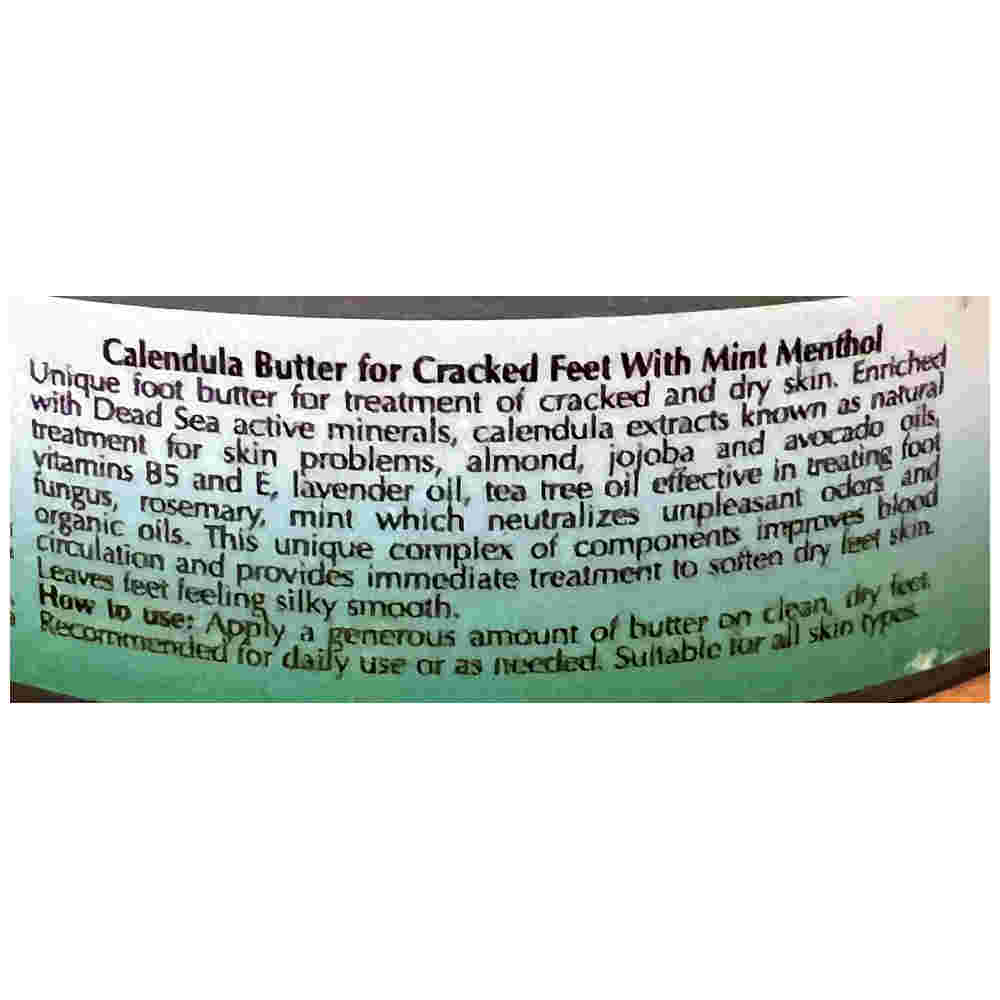 Calendula Butter for Cracked Feet With Mint Menthol
Unique foot butter for treatment of cracked and dry skin. Enriched
with Dead Sea active minerals, calendula extracts known as natural
treatment for skin problems, almond, jojoba and avocado oils,
vitamins B5 and E, lavender oil, tea tree oil effective in treating foot
fungus, rosemary, mint which neutralizes unpleasant odors and
organic oils. This unique complex of components improves blood
circulation and provides immediate treatment to soften dry feet skin.
Leaves feet feeling silky smooth.
How to use: Apply a generous amount of butter on clean, dry feet.
Recommended for daily use or as needed. Suitable for all skin types.